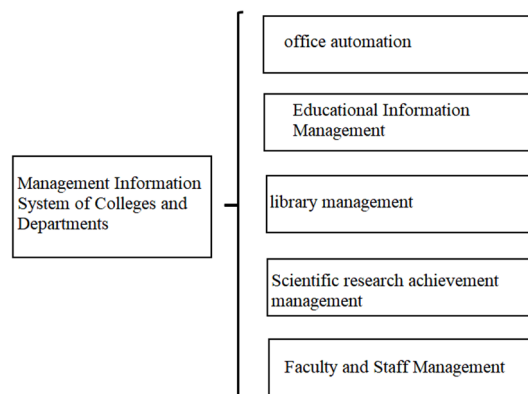 office automation
Educational Information
Management
Management Information
System of Colleges and
Departments
library management
Scientific research achievement
management
Faculty and Staff Management